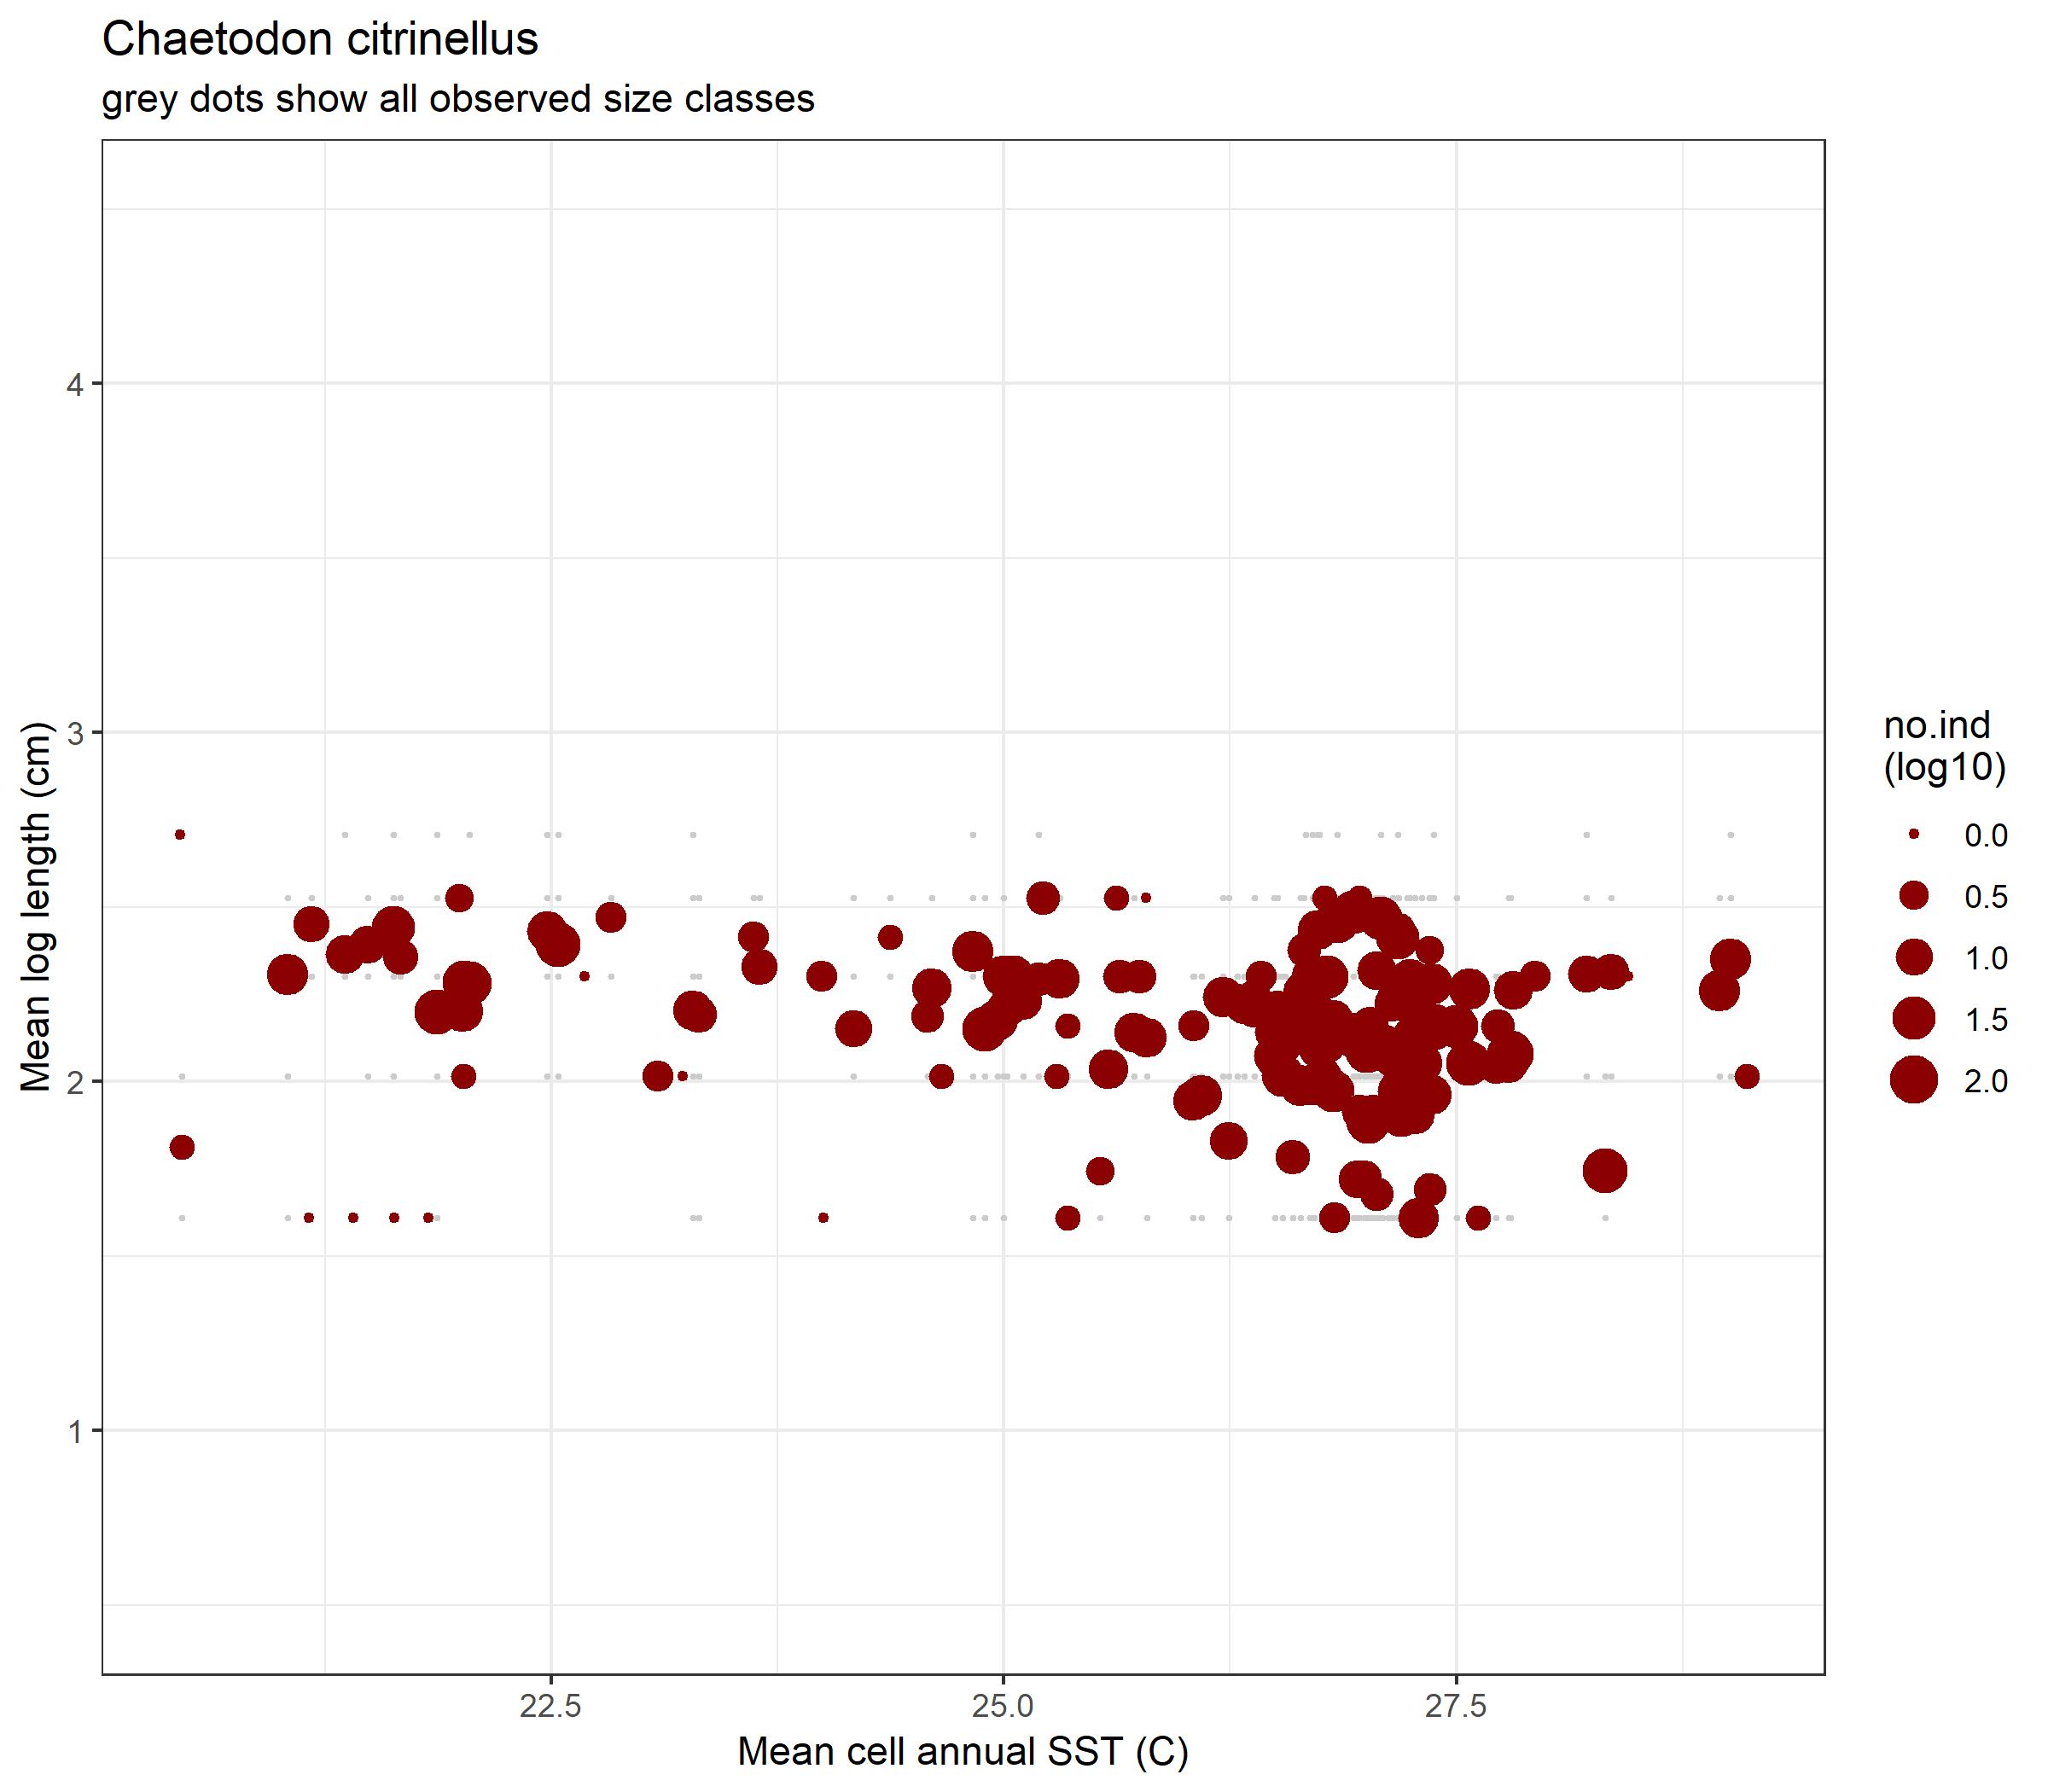 Chaetodon citrinellus
grey dots show all observed size classes
Mean log length (cm)
4
3
2
1
22.5
25.0
27.5
Mean cell annual SST (C)
no.ind
(log10)
0.0
0.5
1.0
1.5
2.0